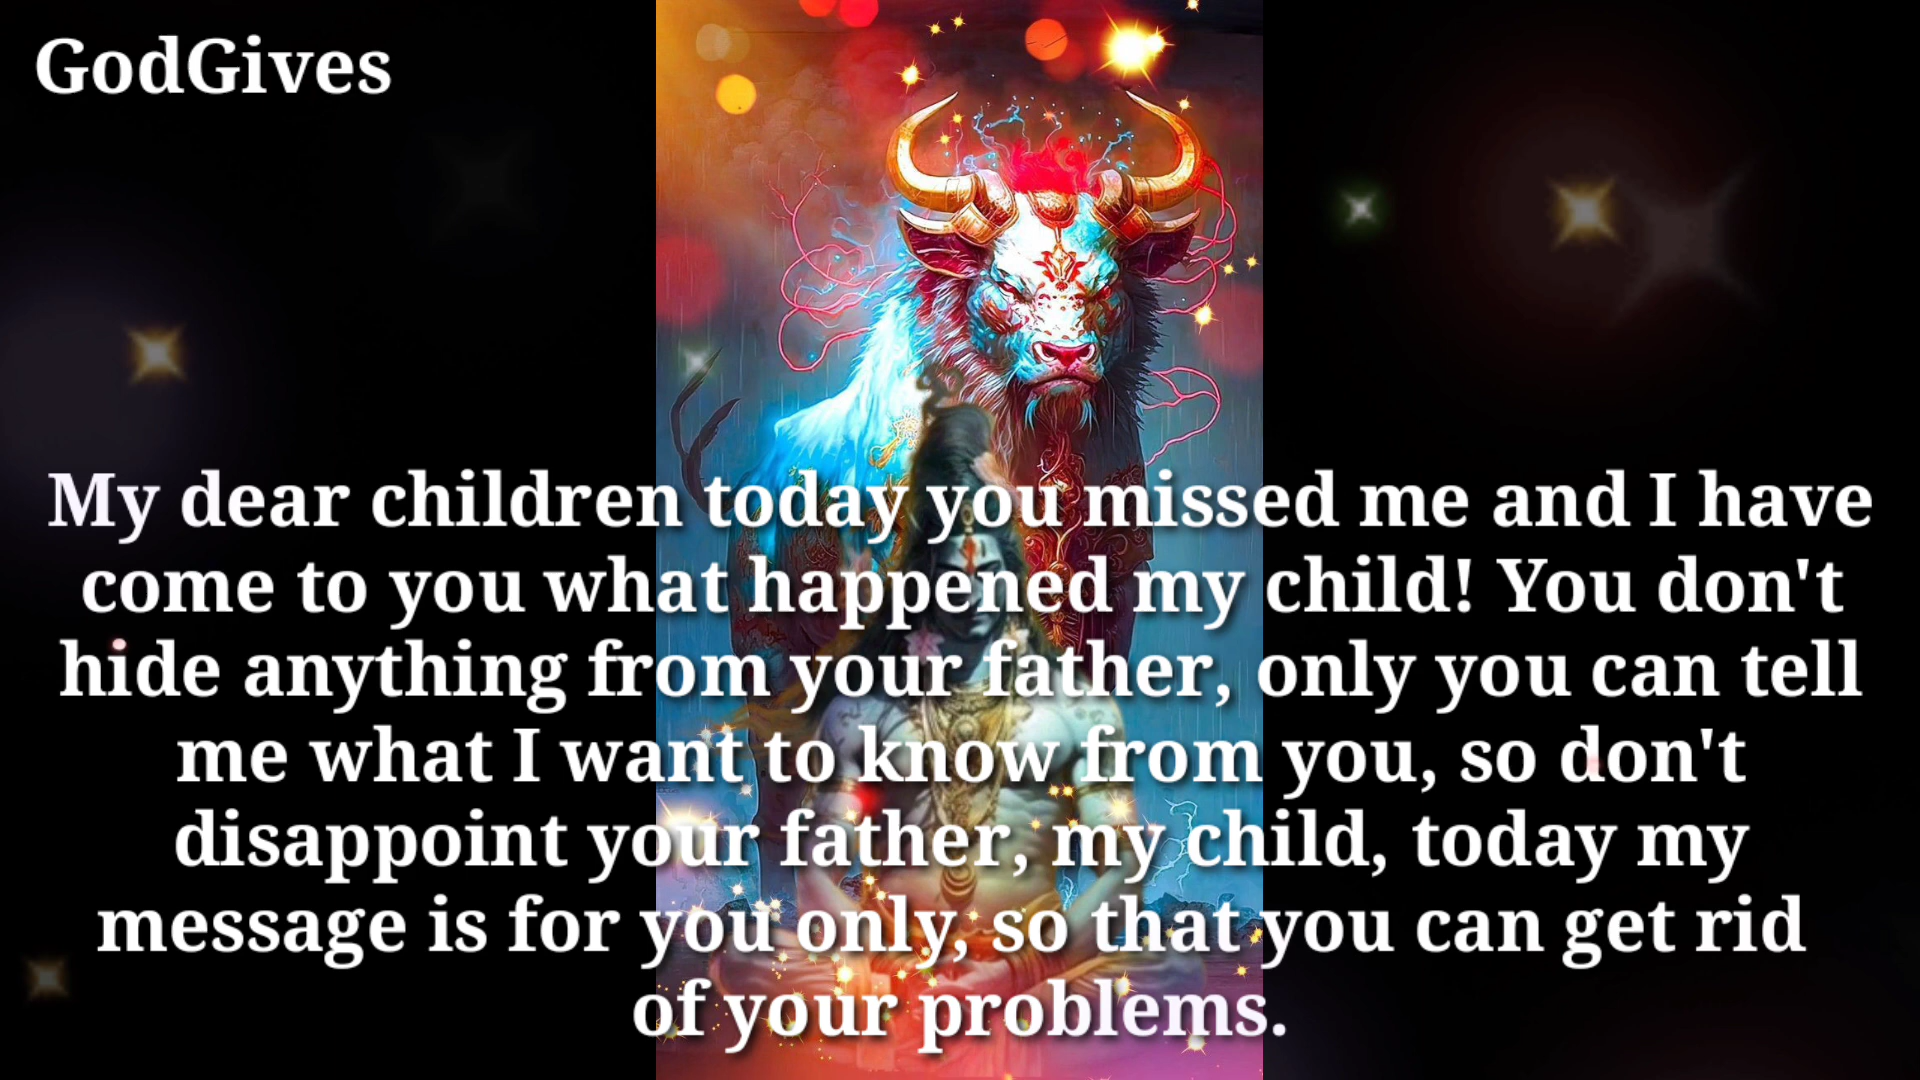 GodGives
My dear children today you missed me and I have
come to you what happened my child! You don't
hide anything from your father, only you can tell
me what I want to know from you, so don't
disappoint your father, my child, today my
message is for you only, so that you can get rid
of your problems.